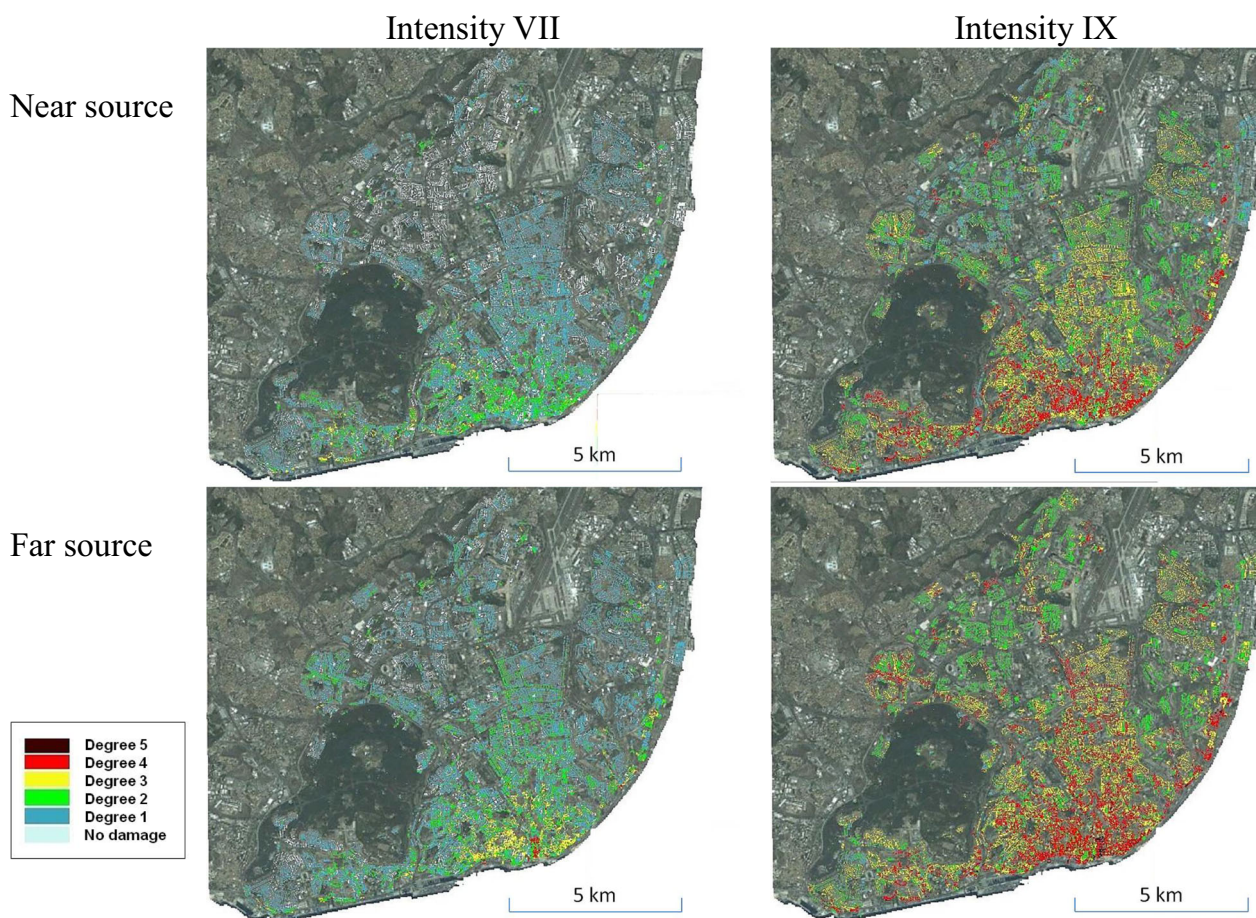 Intensity VII
Intensity IX
Near source
5 km
5 km
Far source
Degree 5
Degree 4
Degree 3
Degree 2
Degree 1
No damage
5 km
5 km